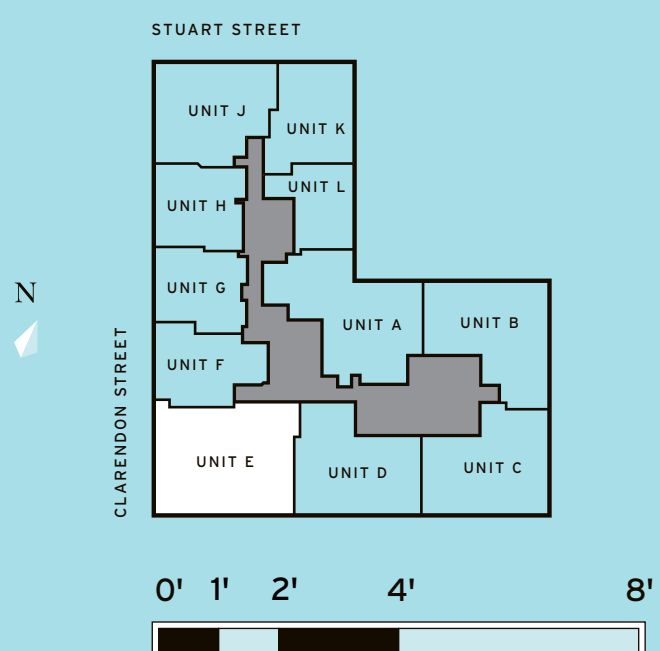 STUART STREET
UNIT J
UNIT K
UNIT L
UNIT H
UNIT G
N
UNIT A
UNIT B
UNIT F
CLARENDON STREET
UNIT E
UNIT D
UNIT C
0' 1' 2' 4' 8'